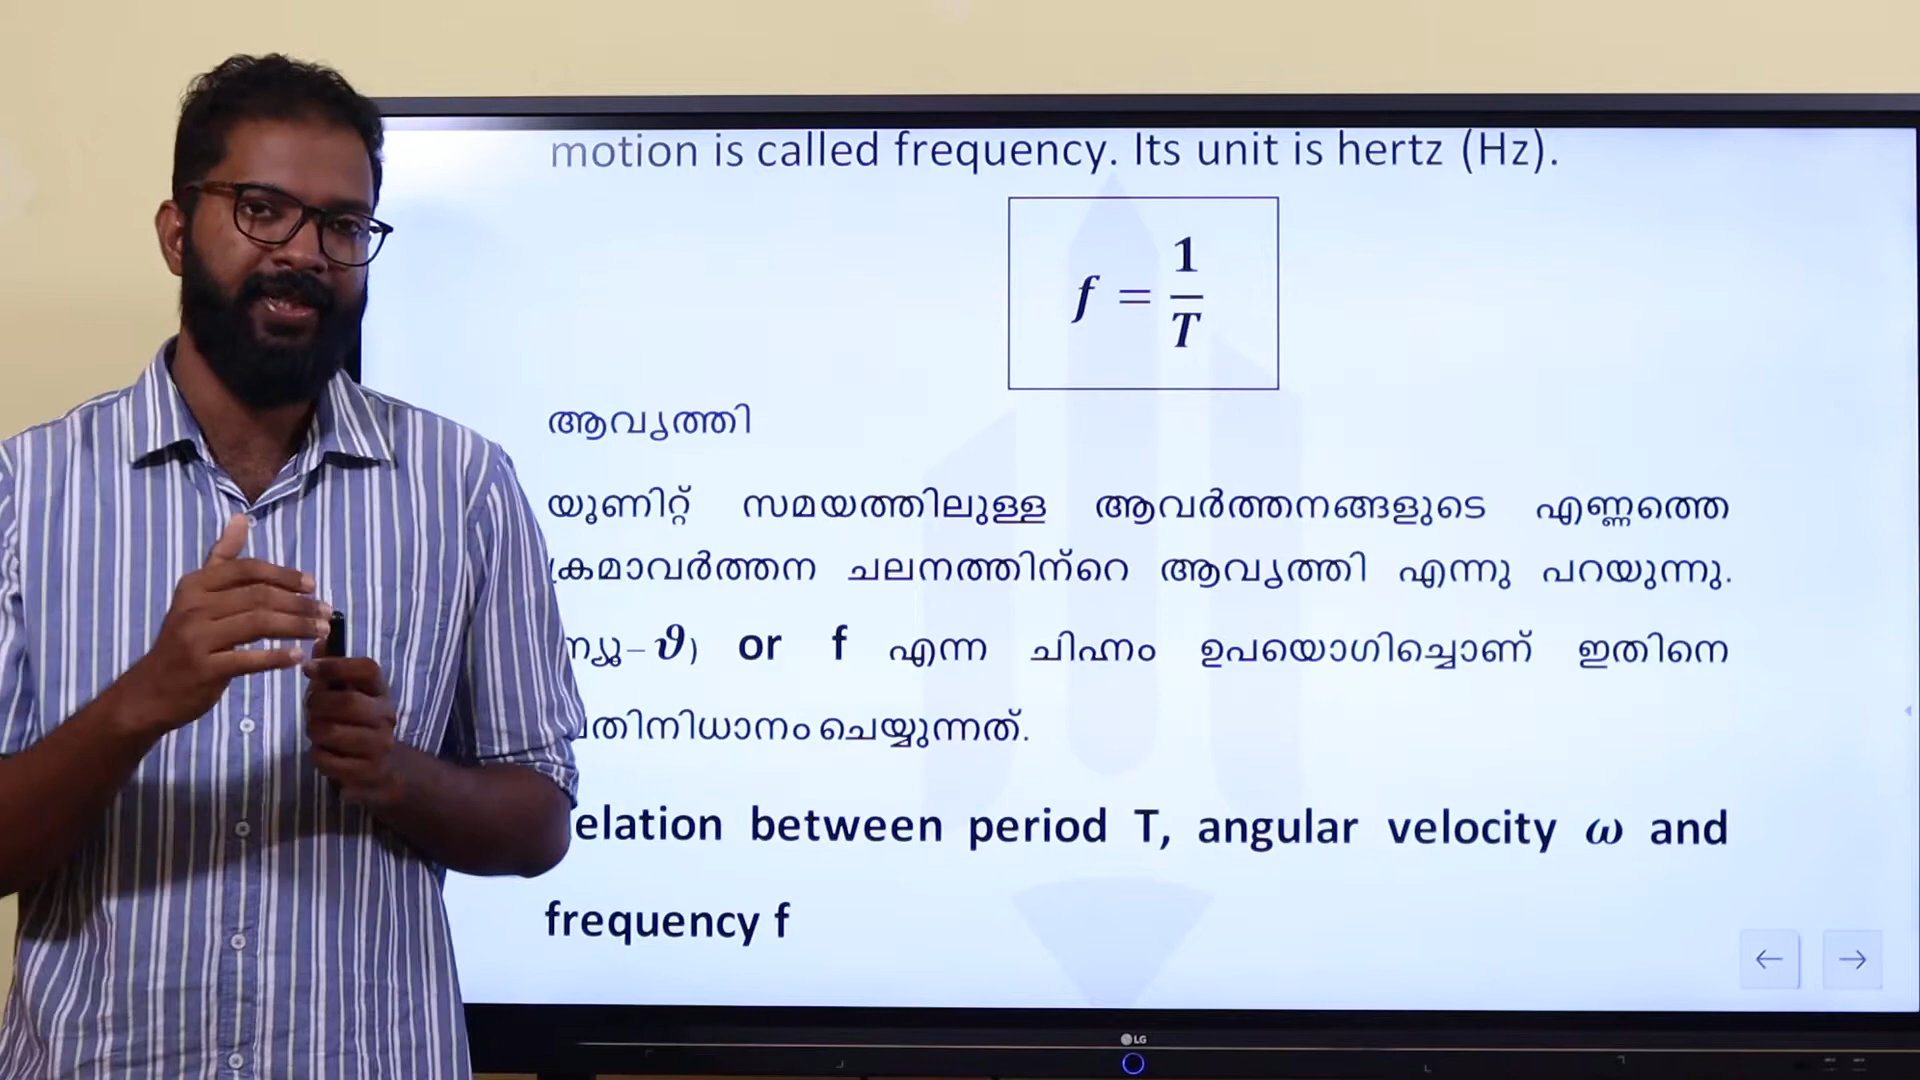 motion is called frequency. Its unit is hertz (Hz).
f = 1/T
ആവൃത്തി
യൂണിറ്റ് സമയത്തിലുള്ള ആവർത്തനങ്ങളുടെ എണ്ണത്തെ
ക്രമാവർത്തന ചലനത്തിന്റെ ആവൃത്തി എന്നു പറയുന്നു.
ന്യൂ-ϑ) or f എന്ന ചിഹ്നം ഉപയോഗിച്ചൊണ് ഇതിനെ
ചെയ്യുന്നത്.
between period T, angular velocity ω and
frequency f
LG